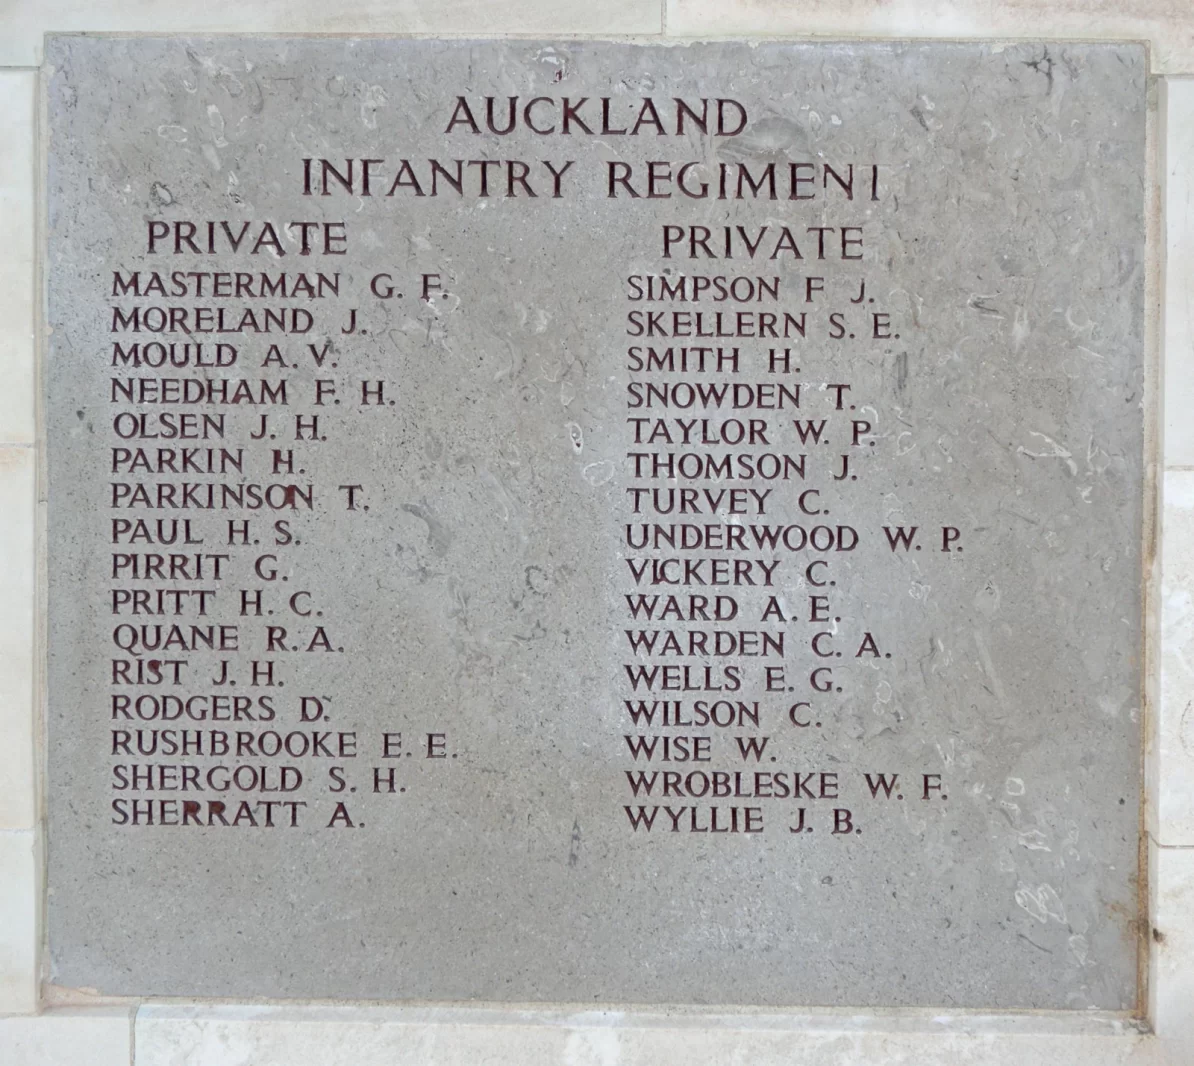 AUCKLAND
INFANTRY REGIMENT
PRIVATE
MASTERMAN G. F.
MORELAND J.
MOULD A. V.
NEEDHAM F. H.
OLSEN J. H.
PARKIN H.
PARKINSON T.
PAUL H. S.
PIRRIT G.
PRITT H. C.
QUANE R. A.
RIST J. H.
RODGERS D.
RUSHBROOKE E. E.
SHERGOLD S. H.
SHERRATT A.
PRIVATE
SIMPSON F J.
SKELLERN S. E.
SMITH H.
SNOWDEN T.
TAYLOR W. P.
THOMSON J.
TURVEY C.
UNDERWOOD W. P.
VICKERY C.
WARD A. E.
WARDEN C. A.
WELLS E. G.
WILSON C.
WISE W.
WROBLESKE W. F.
WYLLIE J. B.